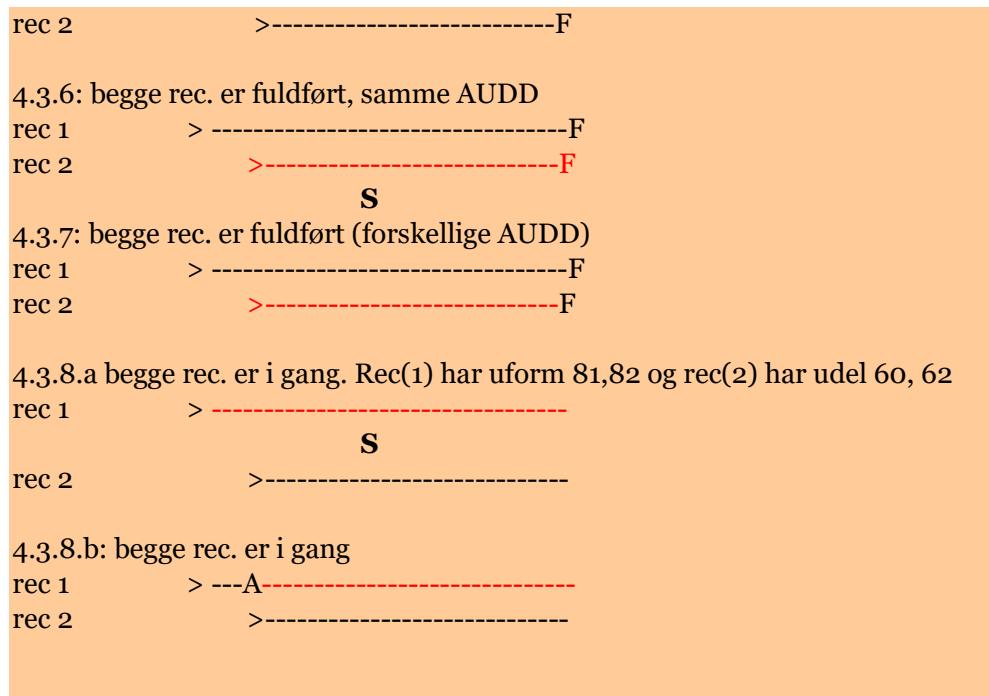 rec 2 >---------------------------F
4.3.6: begge rec. er fuldført, samme AUDD
rec 1 > ----------------------------------F
rec 2 >----------------------------F
S
4.3.7: begge rec. er fuldført (forskellige AUDD)
rec 1 > ----------------------------------F
rec 2 >----------------------------F
4.3.8.a begge rec. er i gang. Rec(1) har uform 81,82 og rec(2) har udel 60, 62
rec 1 > ----------------------------------
S
rec 2 >-----------------------------
4.3.8.b: begge rec. er i gang
rec 1 > ---A------------------------------
rec 2 >-----------------------------